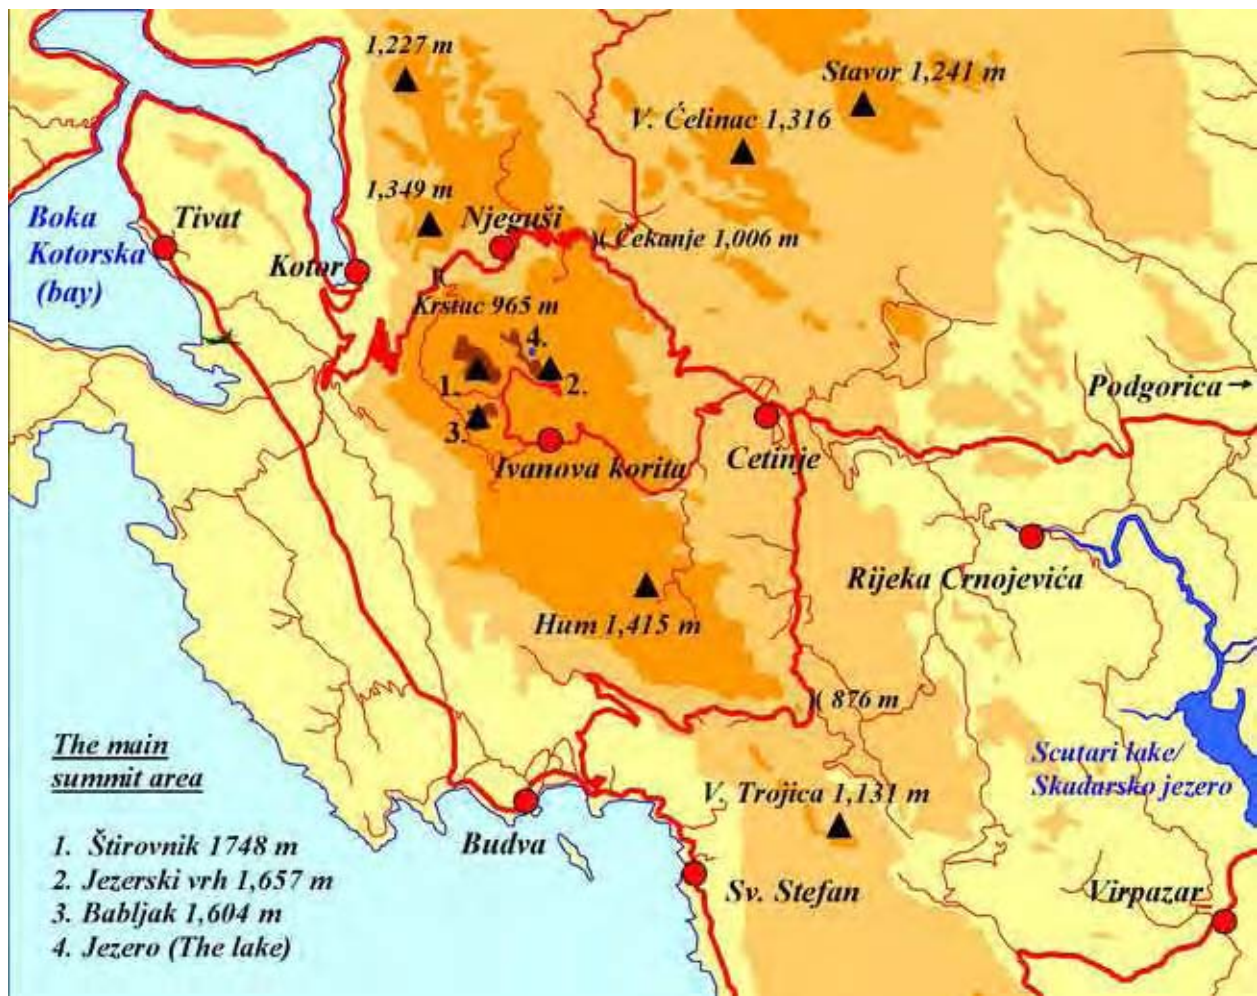 1,227 m
Stavor 1,241 m
V. Ćelinac 1,316
1,349 m
Boka
Kotorska
(bay)
Tivat
Njeguši
Čekanje 1,006 m
Kotor
Krstac 965 m
4.
1.
2.
3.
Podgorica →
Ivanova korita
Cetinje
Rijeka Crnojevića
Hum 1,415 m
876 m
The main
summit area
Scutari lake/
Skadarsko jezero
V. Trojica 1,131 m
Budva
1. Štirovnik 1748 m
2. Jezerski vrh 1,657 m
3. Babljak 1,604 m
4. Jezero (The lake)
Sv. Stefan
Virpazar